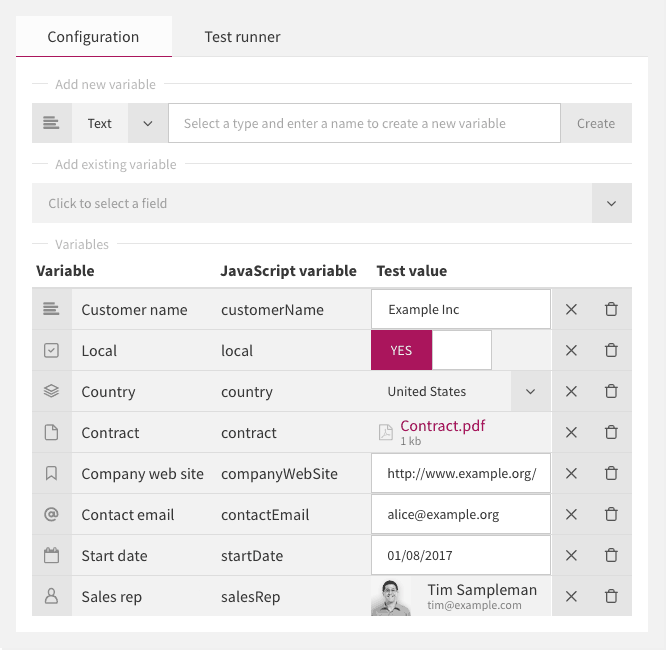 Configuration Test runner
Add new variable
Text Select a type and enter a name to create a new variable Create
Add existing variable
Click to select a field
Variables
Variable JavaScript variable Test value
Customer name customerName Example Inc
Local local YES
Country country United States
Contract contract Contract.pdf
1 kb
Company web site companyWebSite http://www.example.org/
Contact email contactEmail alice@example.org
Start date startDate 01/08/2017
Sales rep salesRep Tim Sampleman
tim@example.com